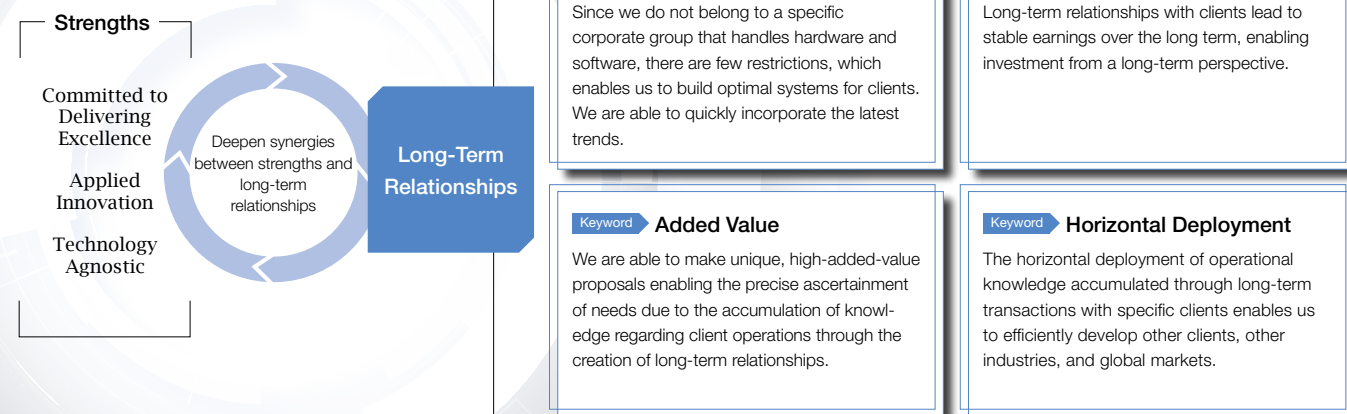 Strengths
Committed to
Delivering
Excellence
Applied
Innovation
Technology
Agnostic
Deepen synergies
between strengths and
long-term
relationships
Long-Term
Relationships
Since we do not belong to a specific
corporate group that handles hardware and
software, there are few restrictions, which
enables us to build optimal systems for clients.
We are able to quickly incorporate the latest
trends.
Long-term relationships with clients lead to
stable earnings over the long term, enabling
investment from a long-term perspective.
Keyword Added Value
We are able to make unique, high-added-value
proposals enabling the precise ascertainment
of needs due to the accumulation of knowl-
edge regarding client operations through the
creation of long-term relationships.
Keyword Horizontal Deployment
The horizontal deployment of operational
knowledge accumulated through long-term
transactions with specific clients enables us
to efficiently develop other clients, other
industries, and global markets.